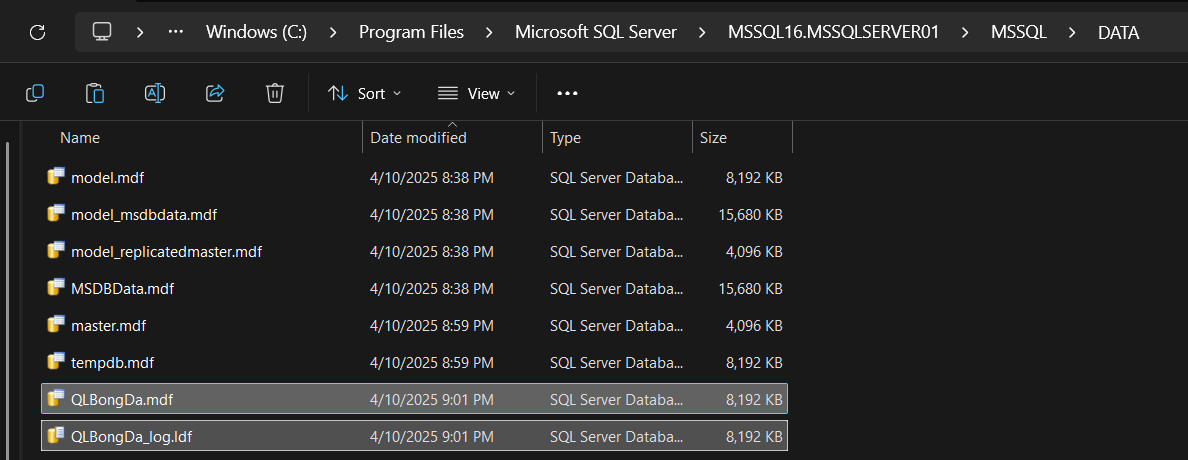 ··· Windows (C:) > Program Files > Microsoft SQL Server > MSSQL16.MSSQLSERVER01 > MSSQL > DATA
Sort View ···
Name Date modified Type Size
model.mdf 4/10/2025 8:38 PM SQL Server Databa... 8,192 KB
model_msdbdata.mdf 4/10/2025 8:38 PM SQL Server Databa... 15,680 KB
model_replicatedmaster.mdf 4/10/2025 8:38 PM SQL Server Databa... 4,096 KB
MSDBData.mdf 4/10/2025 8:38 PM SQL Server Databa... 15,680 KB
master.mdf 4/10/2025 8:59 PM SQL Server Databa... 4,096 KB
tempdb.mdf 4/10/2025 8:59 PM SQL Server Databa... 8,192 KB
QLBongDa.mdf 4/10/2025 9:01 PM SQL Server Databa... 8,192 KB
QLBongDa_log.ldf 4/10/2025 9:01 PM SQL Server Databa... 8,192 KB